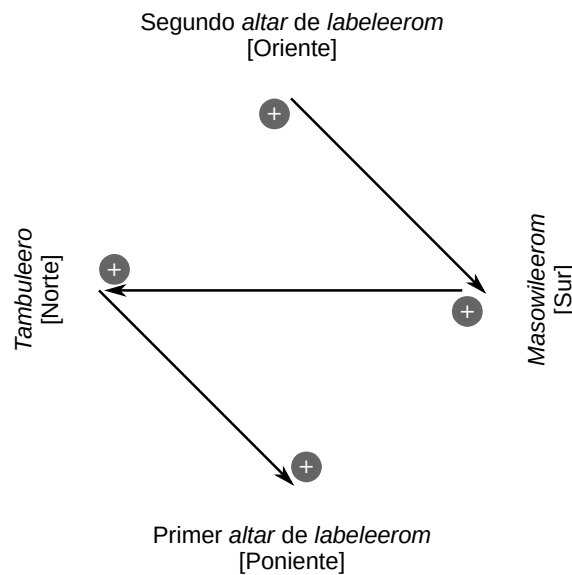 Segundo altar de labeleerom
[Oriente]
+
Tambuleero
[Norte]
+
Masowileerom
[Sur]
+
+
Primer altar de labeleerom
[Poniente]